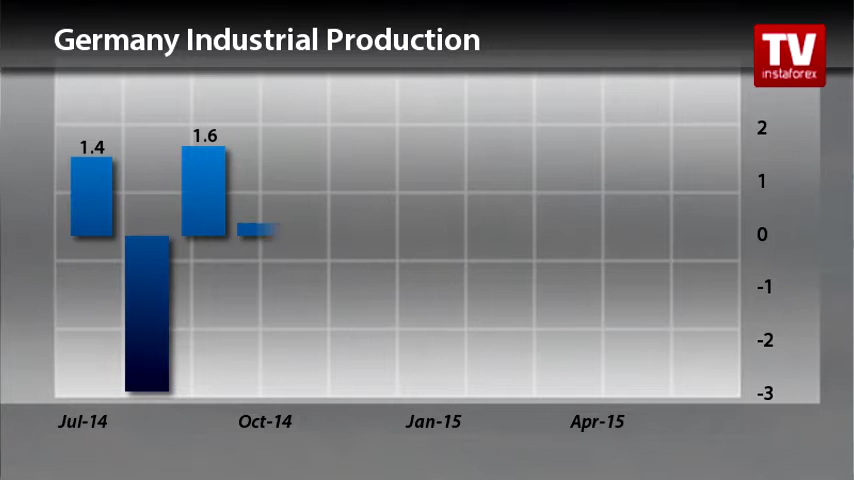 Germany Industrial Production
TV
instaforex
1.4
1.6
2
1
0
-1
-2
-3
Jul-14
Oct-14
Jan-15
Apr-15